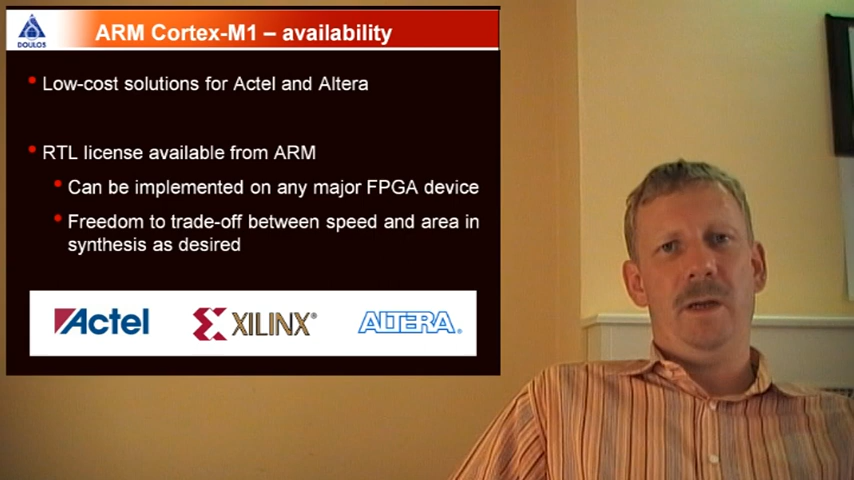 DOULOS
ARM Cortex-M1 – availability
• Low-cost solutions for Actel and Altera
• RTL license available from ARM
• Can be implemented on any major FPGA device
• Freedom to trade-off between speed and area in
synthesis as desired
Actel
XILINX®
ALTERA®